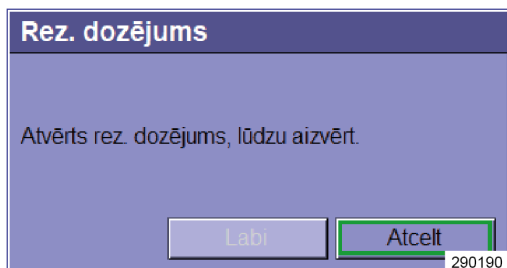 Rez. dozējums
Atvērts rez. dozējums, lūdzu aizvērt.
Labi Atcelt
290190